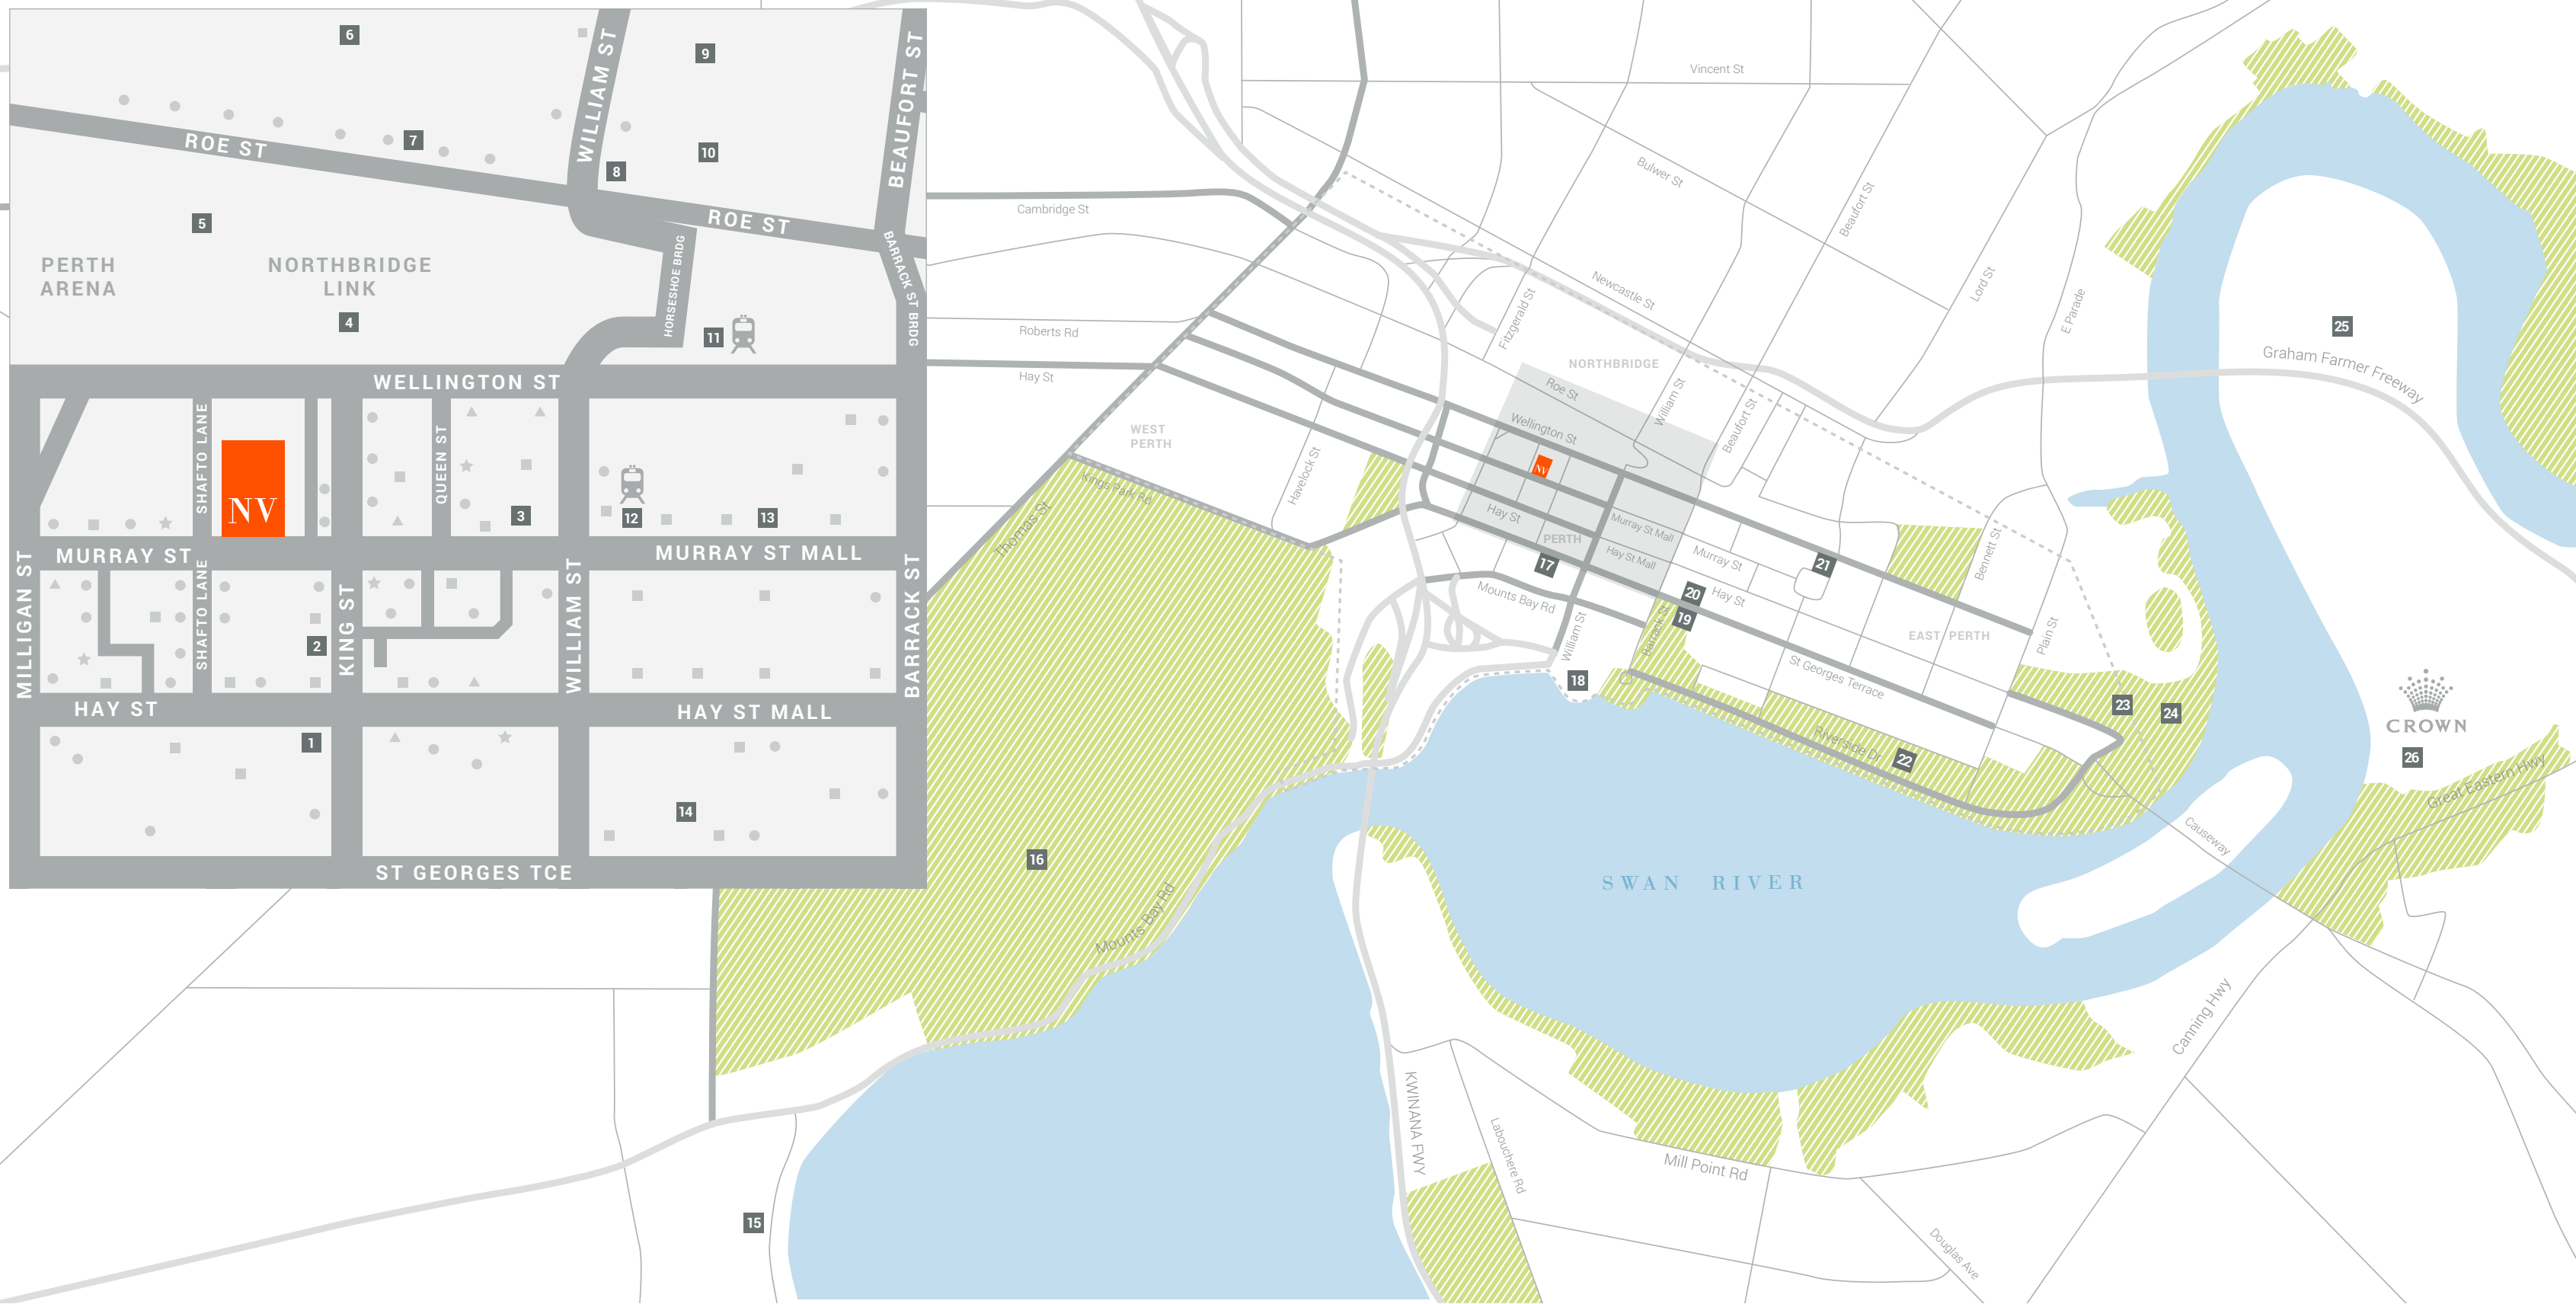 6
9
WILLIAM ST
BEAUFORT ST
7
ROE ST
10
8
5
ROE ST
PERTH
ARENA
NORTHBRIDGE
LINK
4
HORSESHOE BRDG
BARRACK ST BRDG
11
WELLINGTON ST
SHAFTO LANE
QUEEN ST
NV
3
12
13
MURRAY ST
MURRAY ST MALL
MILLIGAN ST
SHAFTO LANE
KING ST
WILLIAM ST
BARRACK ST
2
HAY ST
HAY ST MALL
1
14
ST GEORGES TCE
Vincent St
Bulwer St
Beaufort St
Cambridge St
Newcastle St
Lord St
E Parade
Roberts Rd
Fitzgerald St
25
Graham Farmer Freeway
NORTHBRIDGE
Hay St
Roe St
William St
Beaufort St
Wellington St
WEST
PERTH
NV
Havelock St
Kings Park Rd
Thomas St
Hay St
Murray St Mall
PERTH
Hay St Mall
Murray St
17
21
Bennett St
Mounts Bay Rd
20
Hay St
19
William St
Barrack St
EAST PERTH
Plain St
St Georges Terrace
18
23
24
CROWN
26
Riverside Dr
22
Great Eastern Hwy
Causeway
16
SWAN RIVER
Mounts Bay Rd
Canning Hwy
KWINANA FWY
Labouchere Rd
Mill Point Rd
15
Douglas Ave